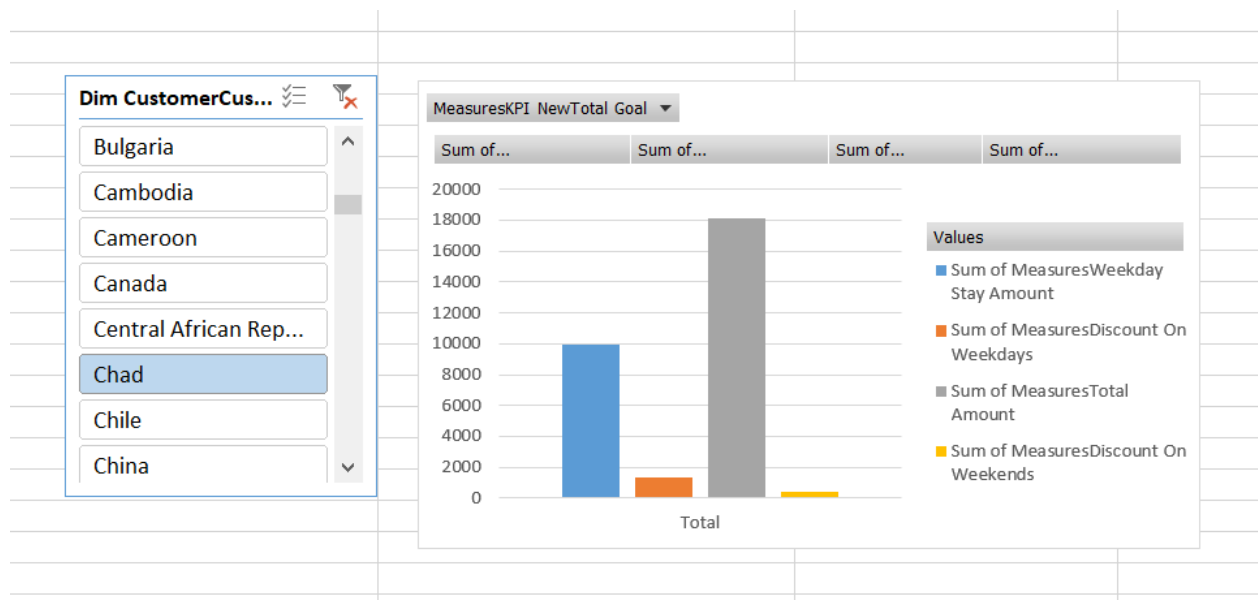 Dim CustomerCus...
Bulgaria
Cambodia
Cameroon
Canada
Central African Rep...
Chad
Chile
China
MeasuresKPI NewTotal Goal
Sum of... Sum of... Sum of... Sum of...
20000
18000
16000
14000
12000
10000
8000
6000
4000
2000
0
Total
Values
Sum of MeasuresWeekday
Stay Amount
Sum of MeasuresDiscount On
Weekdays
Sum of MeasuresTotal
Amount
Sum of MeasuresDiscount On
Weekends